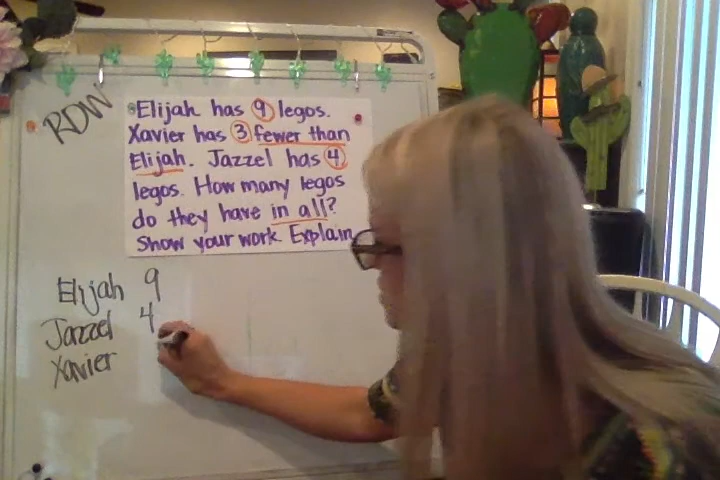 RDW
Elijah has 9 legos.
Xavier has 3 fewer than
Elijah. Jazzel has 4
legos. How many legos
do they have in all?
Show your work. Explain
Elijah 9
Jazzel 4
Xavier